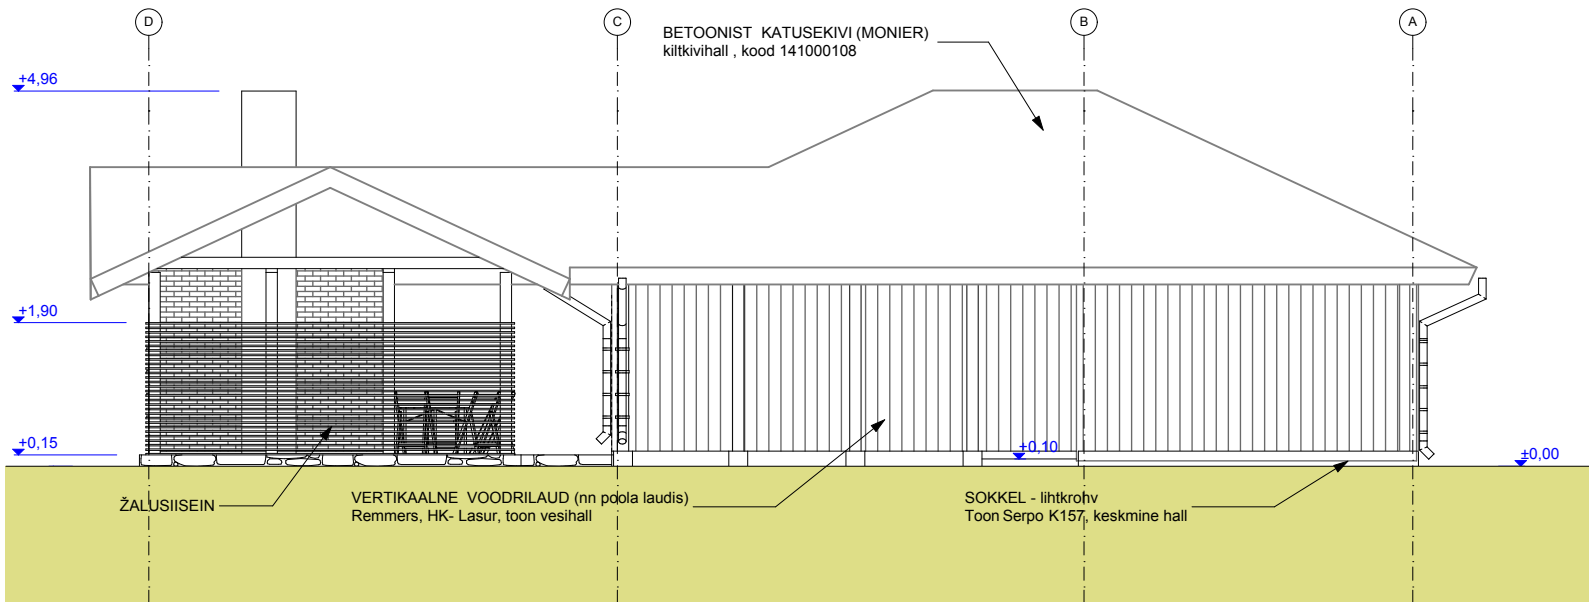 D
C
B
A
BETOONIST KATUSEKIVI (MONIER)
kiltkivihall , kood 141000108
+4,96
+1,90
+0,15
+0,10
±0,00
ŽALUSIISEIN
VERTIKAALNE VOODRILAUD (nn poola laudis)
Remmers, HK- Lasur, toon vesihall
SOKKEL - lihtkrohv
Toon Serpo K157, keskmine hall